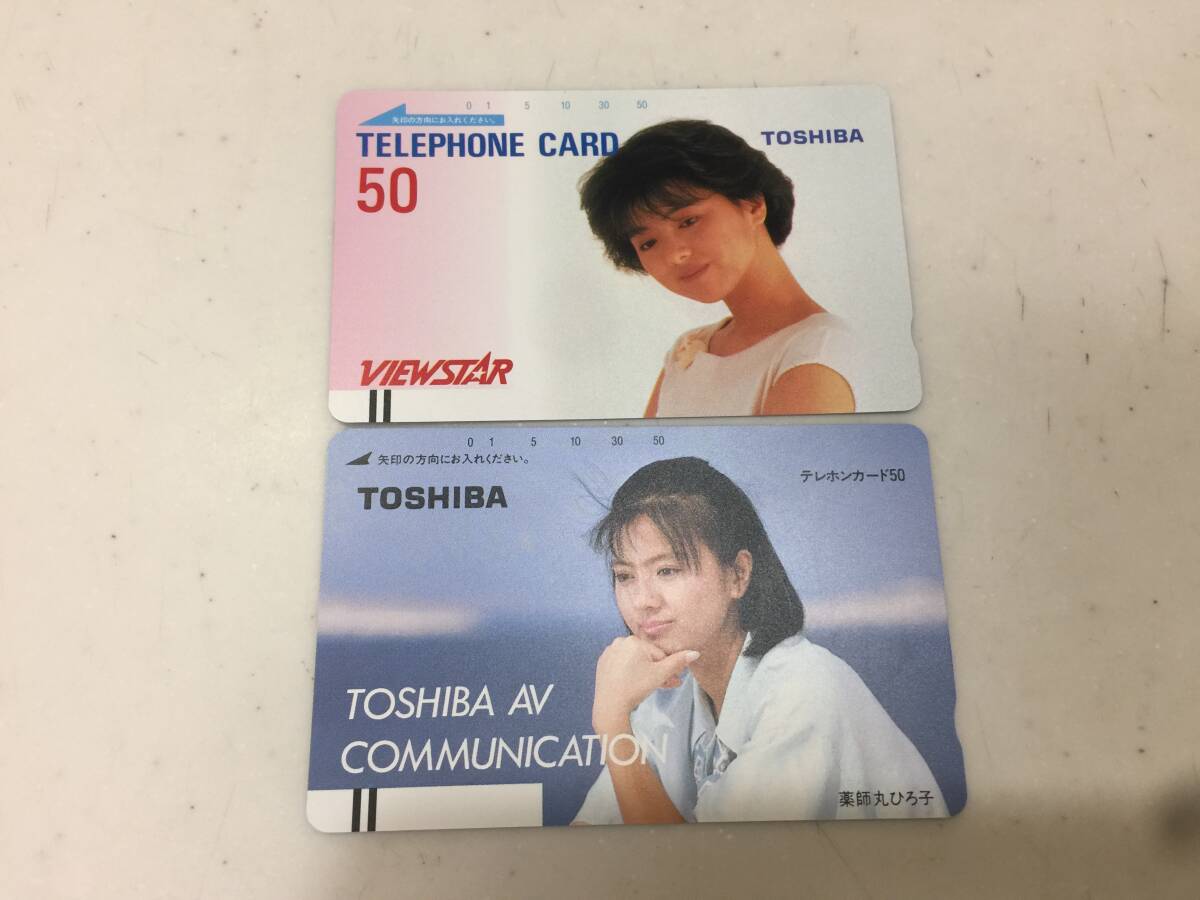 0 1 5 10 30 50
矢印の方向にお入れください。
TELEPHONE CARD
TOSHIBA
50
VIEWSTAR
0 1 5 10 30 50
矢印の方向にお入れください。
テレホンカード50
TOSHIBA
TOSHIBA AV
COMMUNICATION
薬師丸ひろ子